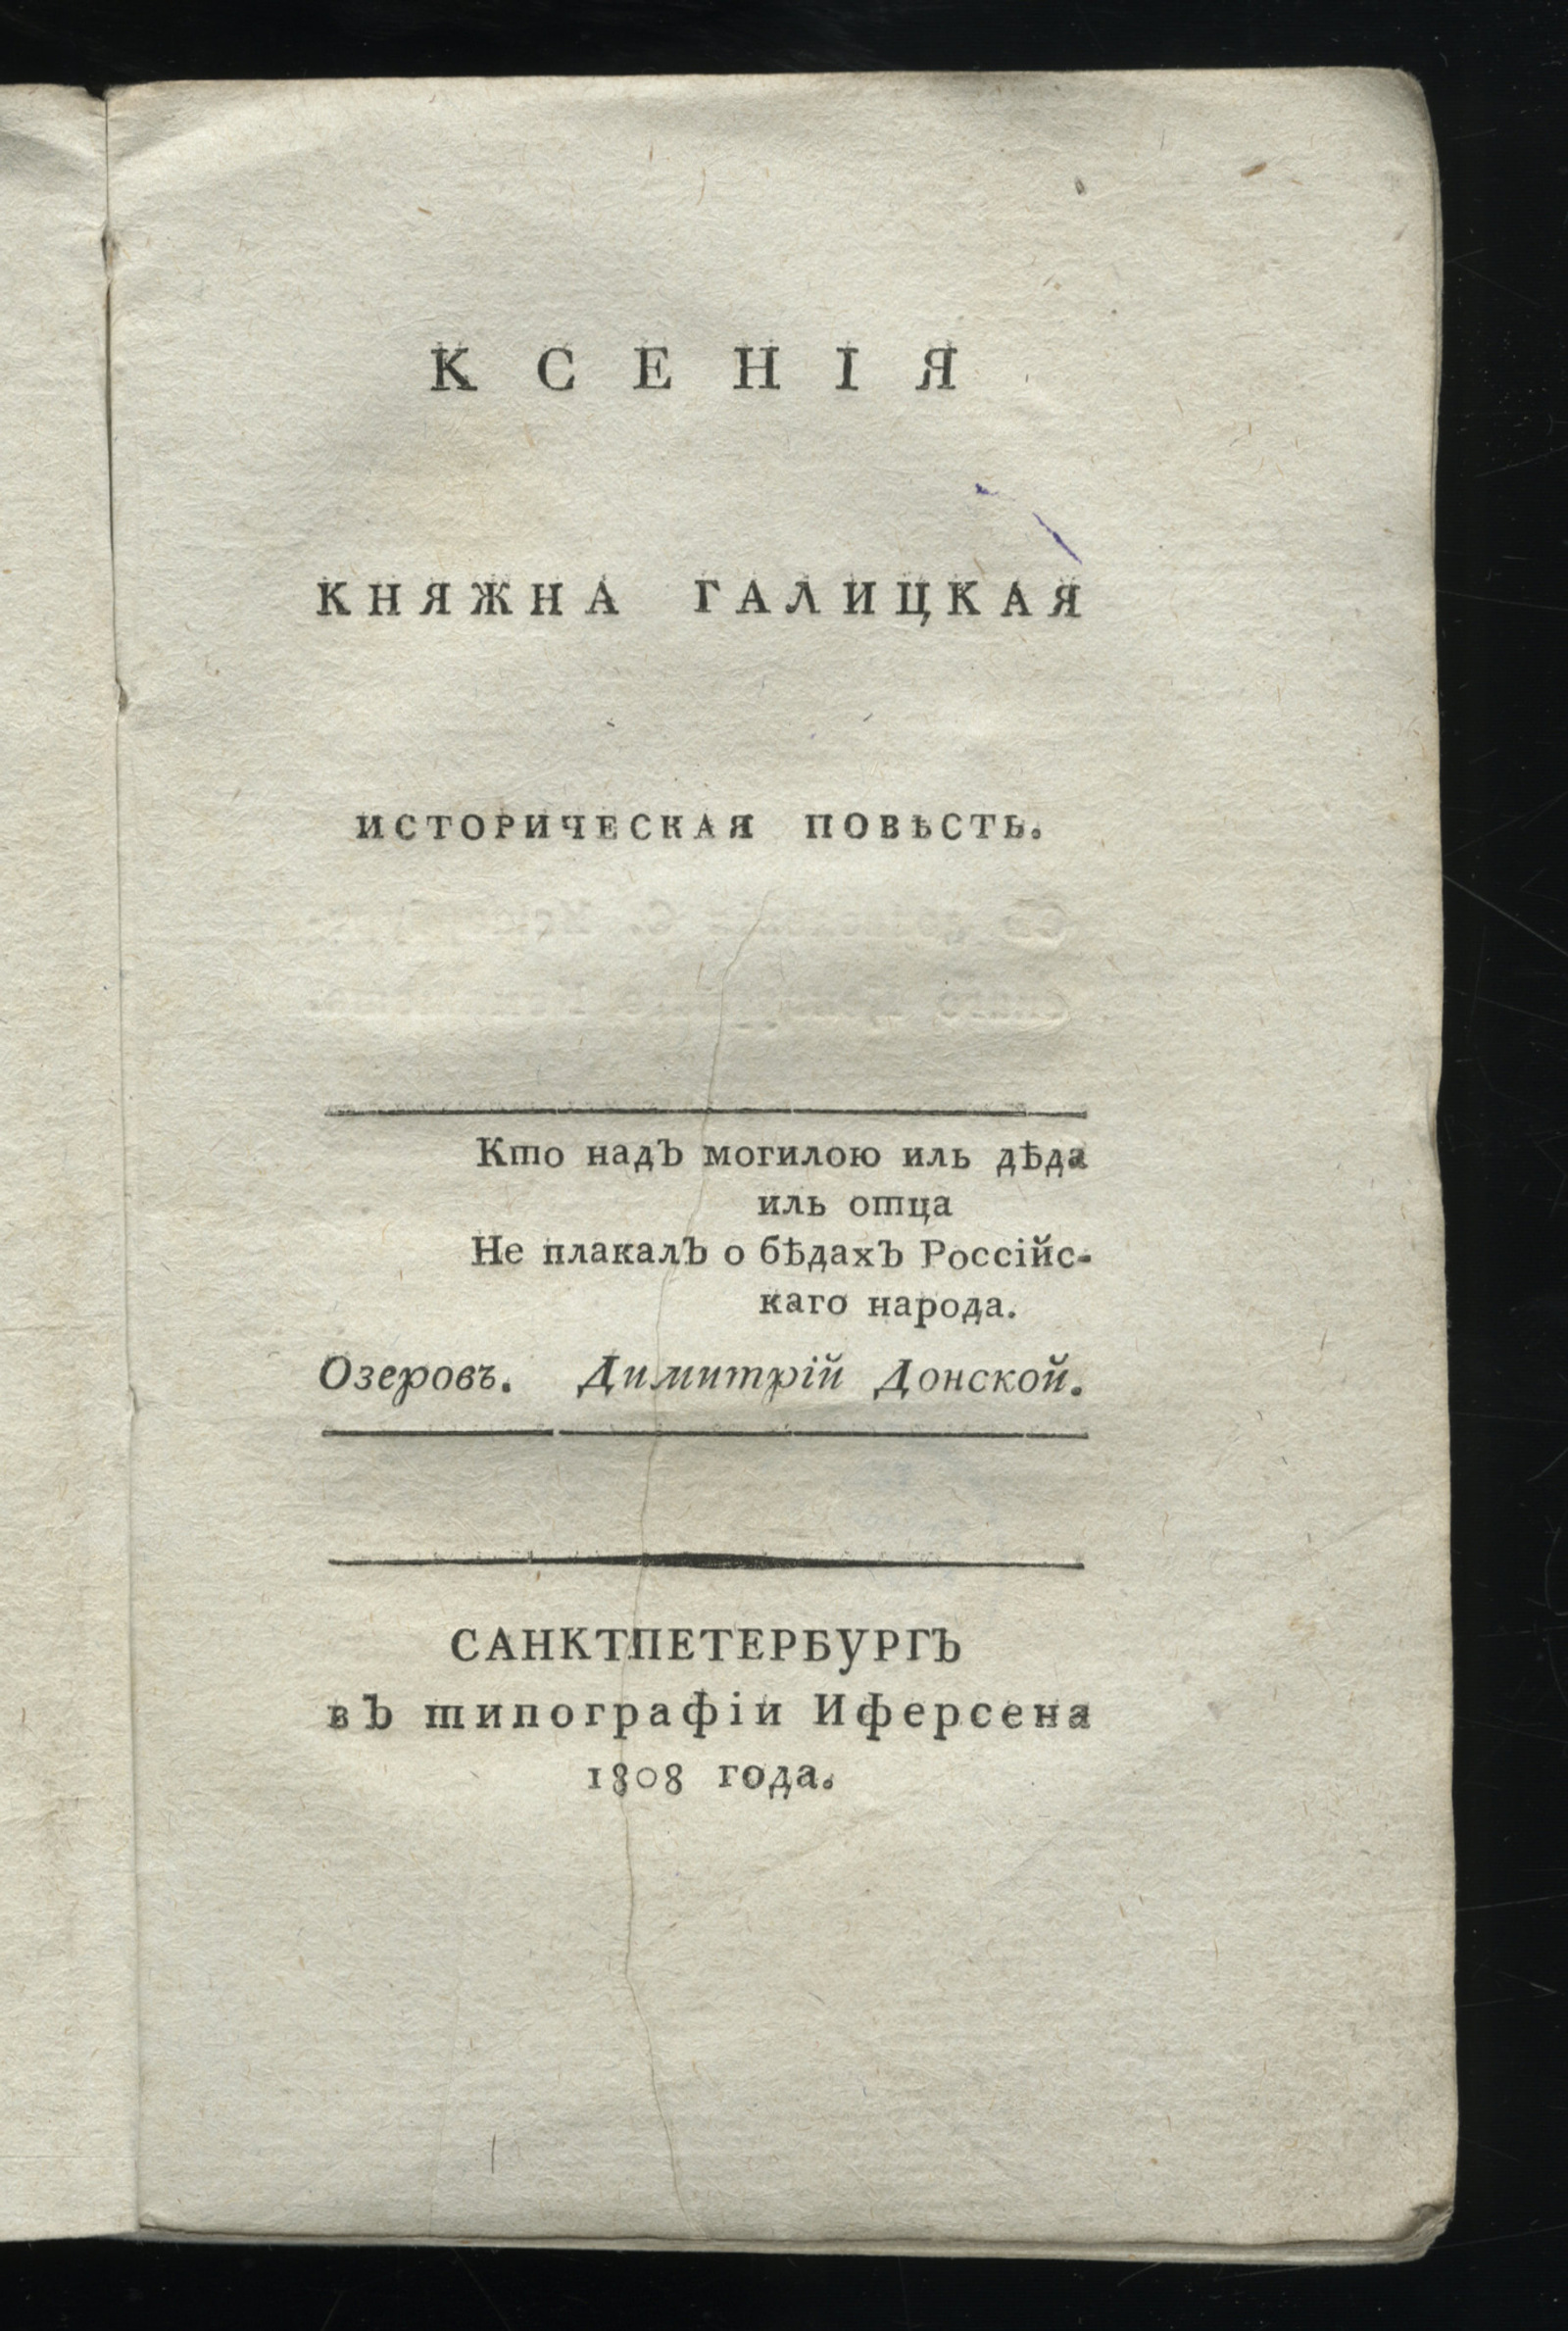 КСЕНІЯ
КНЯЖНА ГАЛИЦКАЯ
ИСТОРИЧЕСКАЯ ПОВѢСТЬ.
Кто надЪ могилою иль дѣда
иль отца
Не плакалЪ о бѣдахЪ Россійс-
каго народа.
Озеровъ. Димитрій Донской.
САНКТПЕТЕРБУРГЪ
вЪ типографіи Иферсена
1808 года.